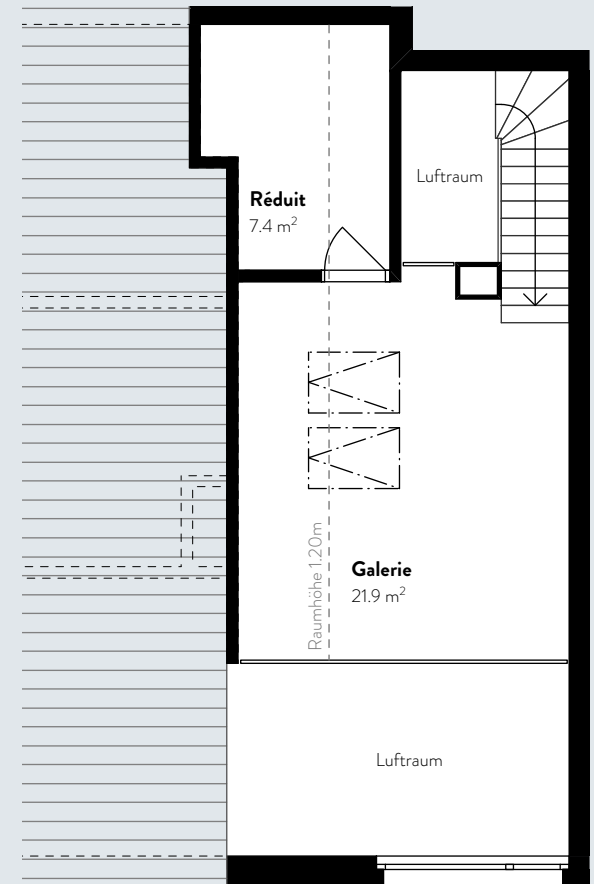 Luftraum
Réduit
7.4 m²
Raumhöhe 1.20m
Galerie
21.9 m²
Luftraum